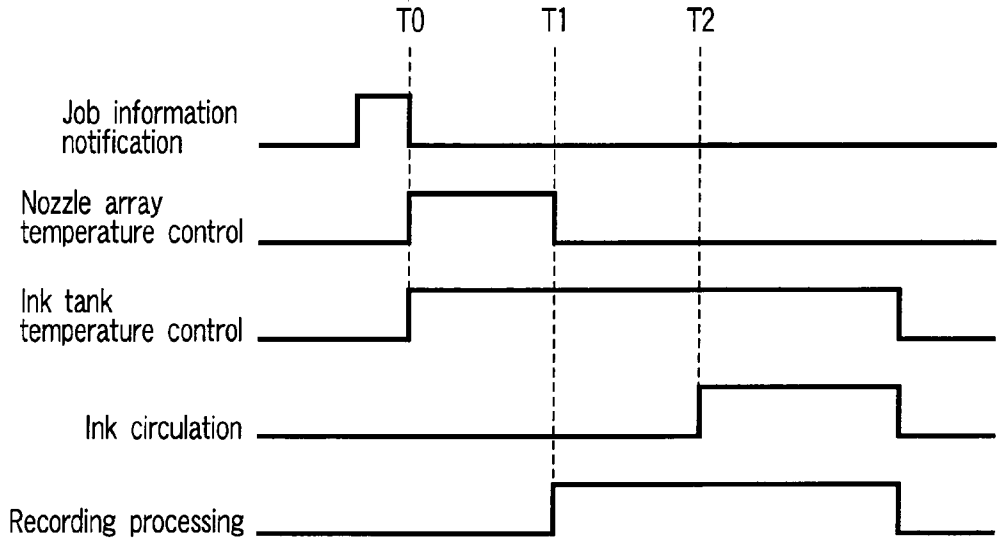 T0 T1 T2
Job information
notification
Nozzle array
temperature control
Ink tank
temperature control
Ink circulation
Recording processing